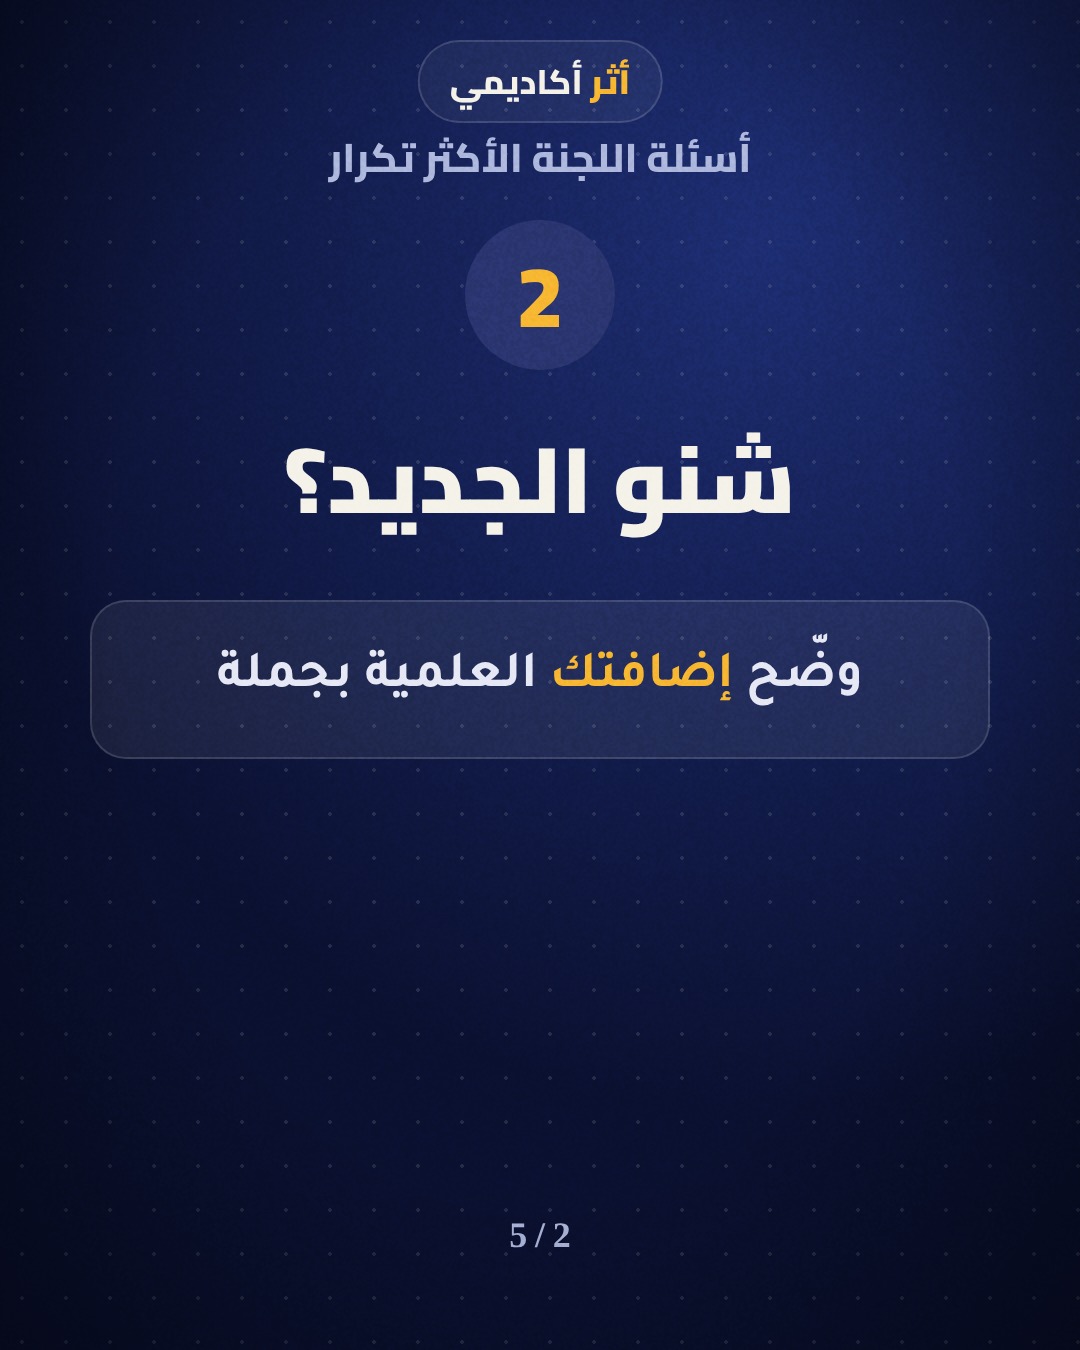 أثر أكاديمي
أسئلة اللجنة الأكثر تكرار
2
شنو الجديد؟
وضّح إضافتك العلمية بجملة
5 / 2